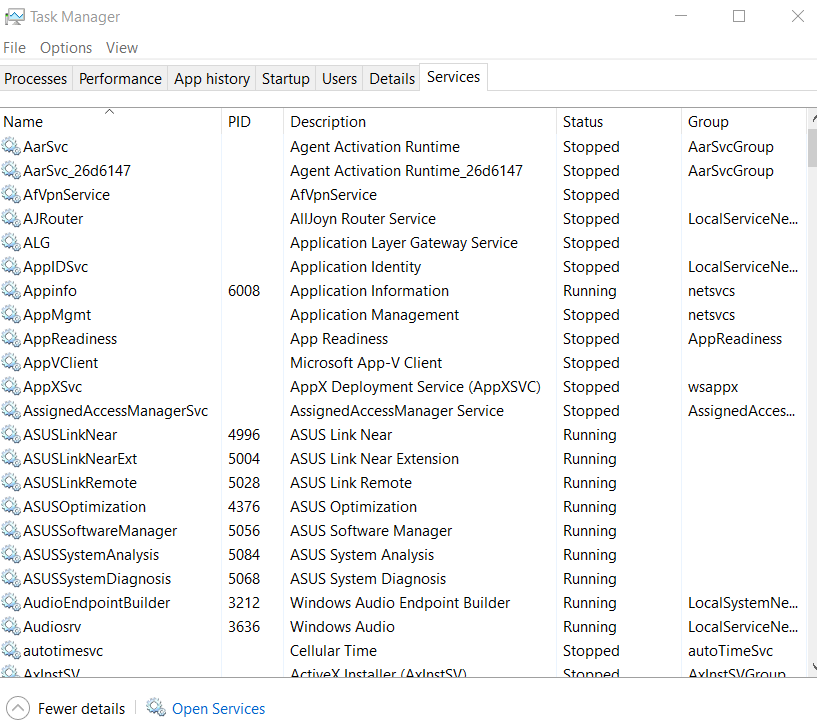 Task Manager
File Options View
Processes Performance App history Startup Users Details Services
Name PID Description Status Group
AarSvc Agent Activation Runtime Stopped AarSvcGroup
AarSvc_26d6147 Agent Activation Runtime_26d6147 Stopped AarSvcGroup
AfVpnService AfVpnService Stopped
AJRouter AllJoyn Router Service Stopped LocalServiceNe...
ALG Application Layer Gateway Service Stopped
AppIDSvc Application Identity Stopped LocalServiceNe...
Appinfo 6008 Application Information Running netsvcs
AppMgmt Application Management Stopped netsvcs
AppReadiness App Readiness Stopped AppReadiness
AppVClient Microsoft App-V Client Stopped
AppXSvc AppX Deployment Service (AppXSVC) Stopped wsappx
AssignedAccessManagerSvc AssignedAccessManager Service Stopped AssignedAcces...
ASUSLinkNear 4996 ASUS Link Near Running
ASUSLinkNearExt 5004 ASUS Link Near Extension Running
ASUSLinkRemote 5028 ASUS Link Remote Running
ASUSOptimization 4376 ASUS Optimization Running
ASUSSoftwareManager 5056 ASUS Software Manager Running
ASUSSystemAnalysis 5084 ASUS System Analysis Running
ASUSSystemDiagnosis 5068 ASUS System Diagnosis Running
AudioEndpointBuilder 3212 Windows Audio Endpoint Builder Running LocalSystemNe...
Audiosrv 3636 Windows Audio Running LocalServiceNe...
autotimesvc Cellular Time Stopped autoTimeSvc
AxInstSV ActiveX Installer (AxInstSV) Stopped AxInstSVGroup
Fewer details Open Services